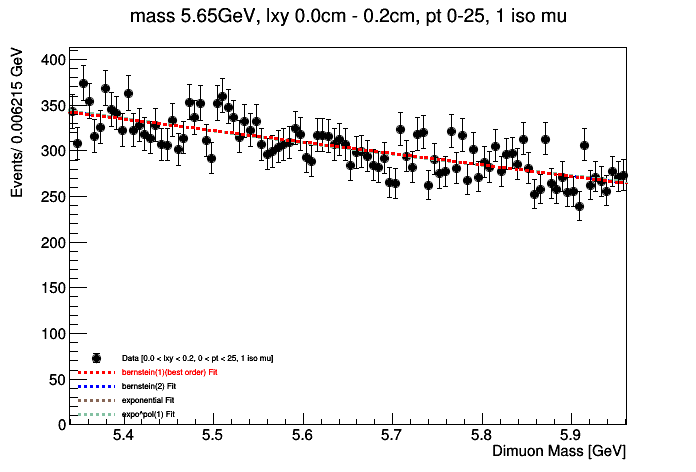 mass 5.65GeV, lxy 0.0cm - 0.2cm, pt 0-25, 1 iso mu
Events/ 0.006215 GeV
400
350
300
250
200
150
100
50
0
Data [0.0 < lxy < 0.2, 0 < pt < 25, 1 iso mu]
bernstein(1)(best order) Fit
bernstein(2) Fit
exponential Fit
expo*pol(1) Fit
5.4 5.5 5.6 5.7 5.8 5.9
Dimuon Mass [GeV]